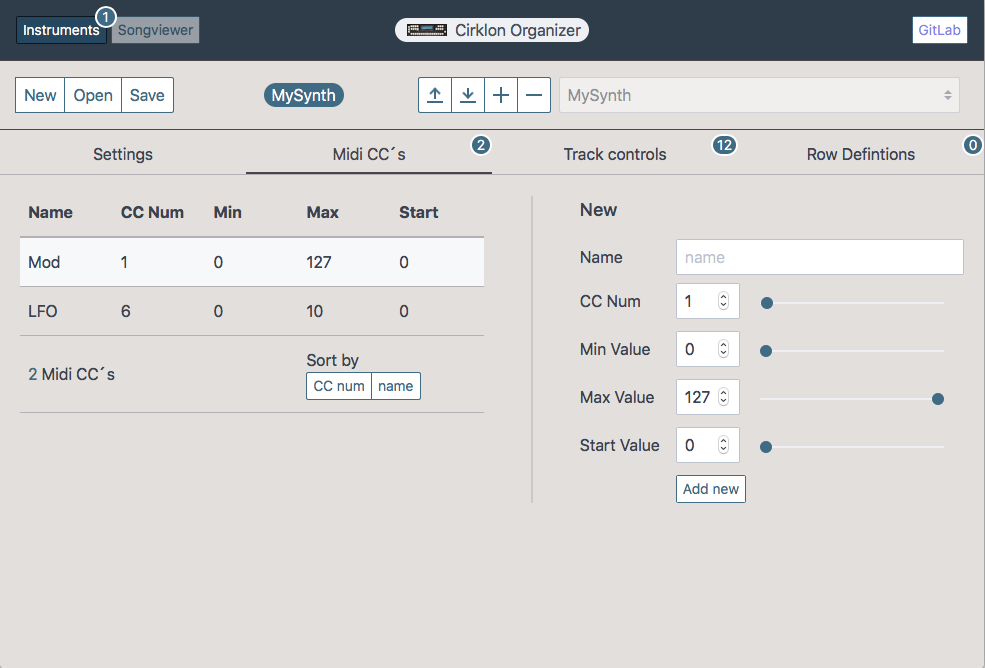 Instruments 1 Songviewer Cirklon Organizer GitLab
New Open Save MySynth MySynth
Settings Midi CC´s 2 Track controls 12 Row Defintions 0
Name CC Num Min Max Start
Mod 1 0 127 0
LFO 6 0 10 0
2 Midi CC´s
Sort by
CC num name
New
Name name
CC Num 1
Min Value 0
Max Value 127
Start Value 0
Add new